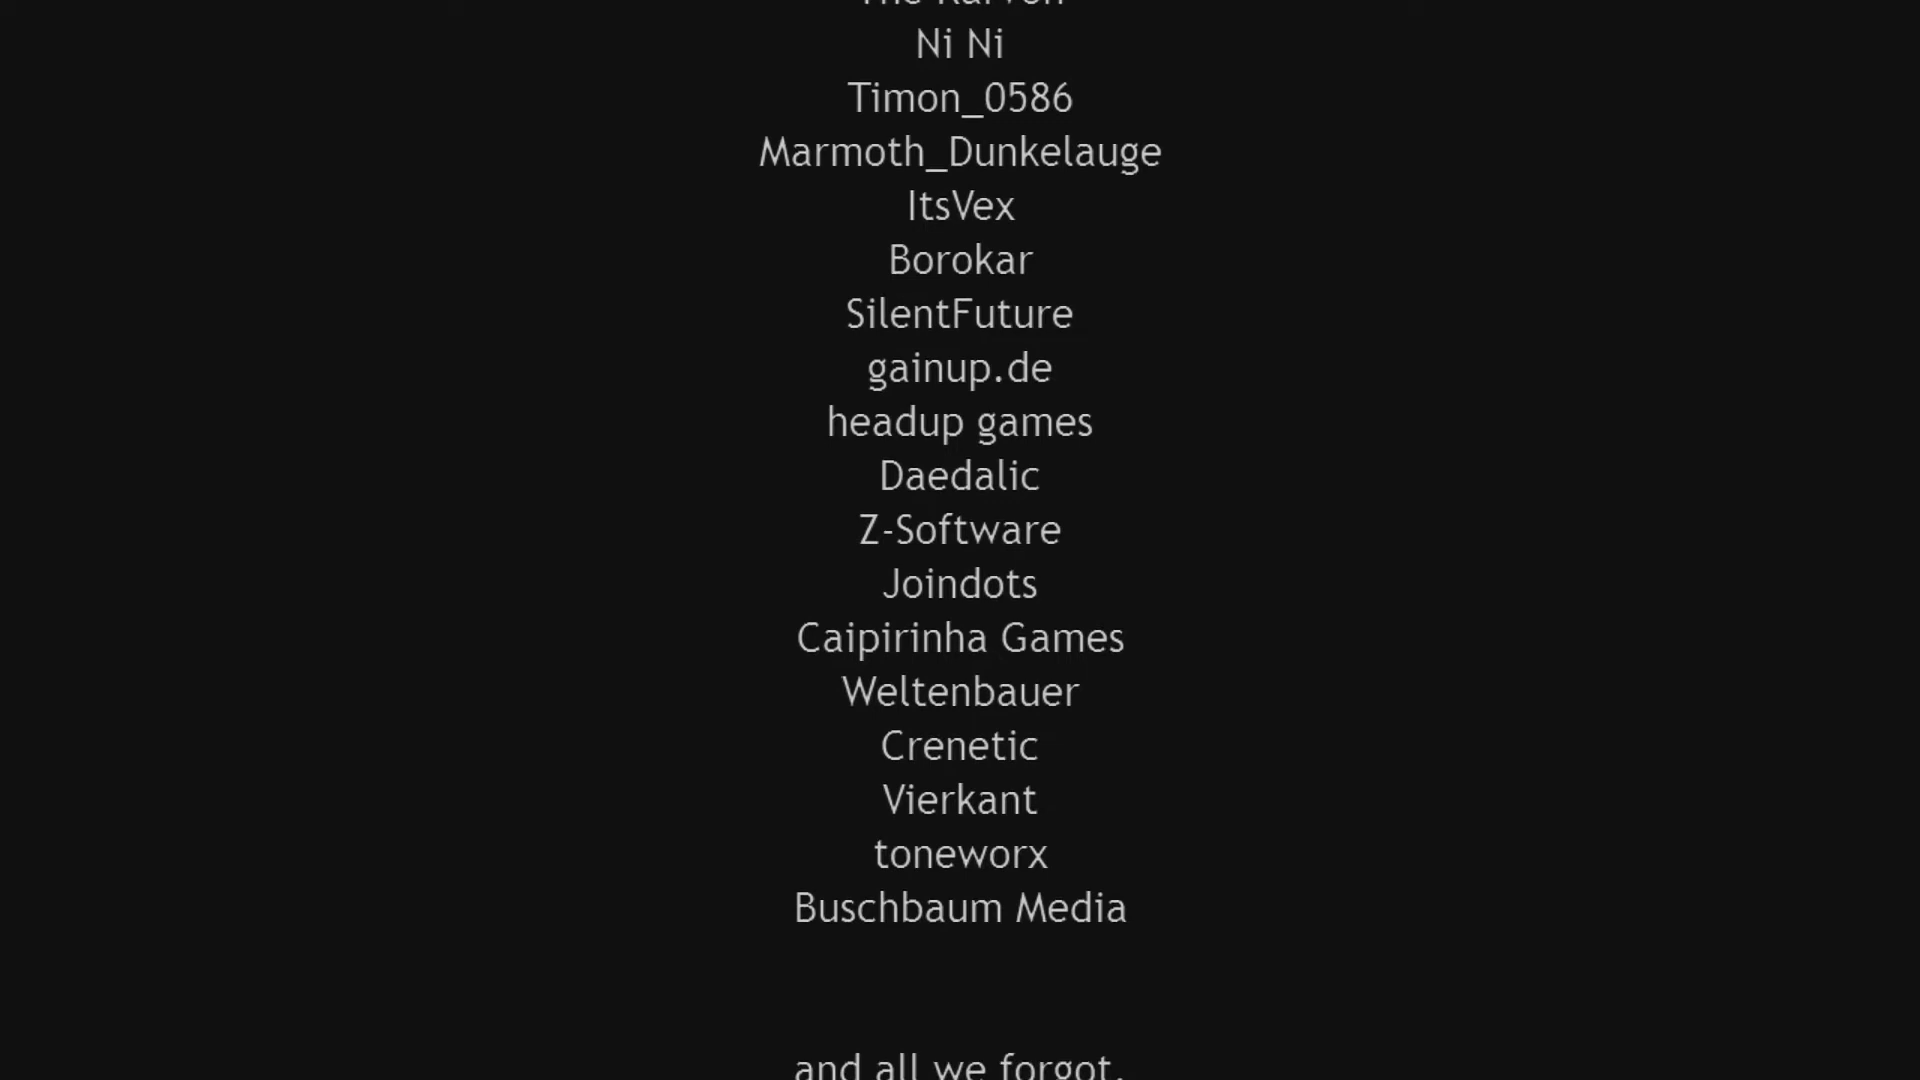 Ni Ni
Timon_0586
Marmoth_Dunkelauge
ItsVex
Borokar
SilentFuture
gainup.de
headup games
Daedalic
Z-Software
Joindots
Caipirinha Games
Weltenbauer
Crenetic
Vierkant
toneworx
Buschbaum Media
and all we forgot.